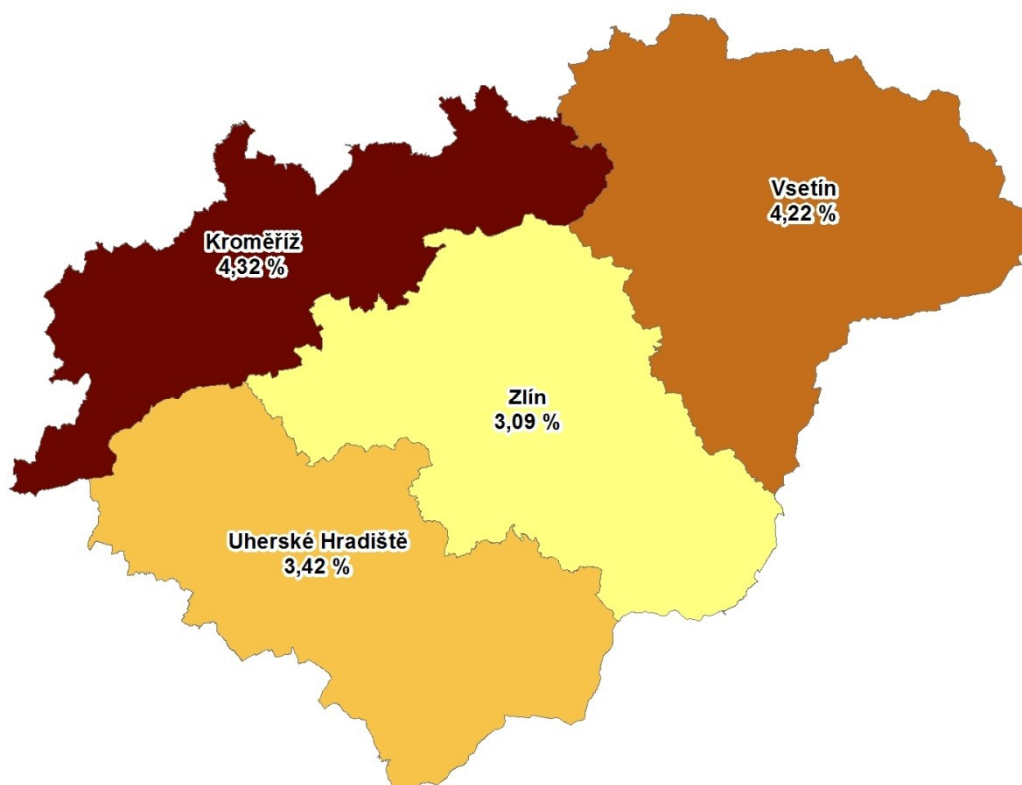 Vsetín
4,22 %
Kroměříž
4,32 %
Zlín
3,09 %
Uherské Hradiště
3,42 %